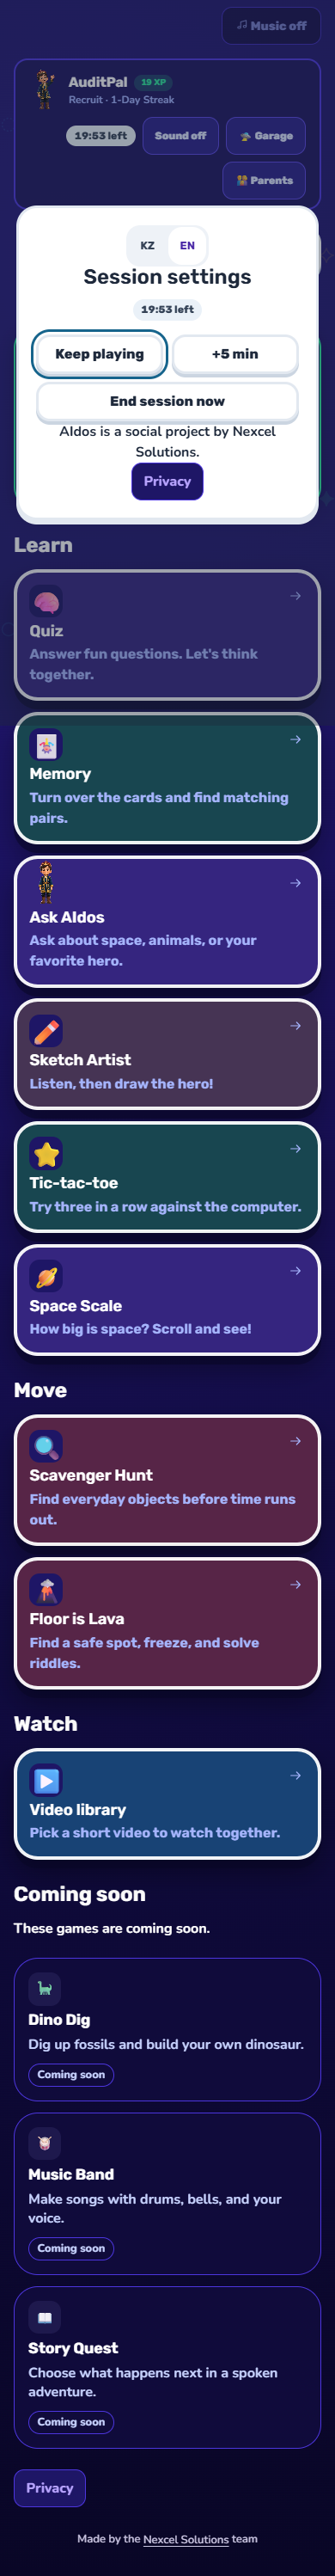 Music off
AuditPal 19 XP
Recruit · 1-Day Streak
19:53 left Sound off Garage
Parents
KZ EN
Session settings
19:53 left
Keep playing +5 min
End session now
AIdos is a social project by Nexcel
Solutions.
Privacy
Learn
Quiz
Answer fun questions. Let's think
together.
Memory
Turn over the cards and find matching
pairs.
Ask AIdos
Ask about space, animals, or your
favorite hero.
Sketch Artist
Listen, then draw the hero!
Tic-tac-toe
Try three in a row against the computer.
Space Scale
How big is space? Scroll and see!
Move
Scavenger Hunt
Find everyday objects before time runs
out.
Floor is Lava
Find a safe spot, freeze, and solve
riddles.
Watch
Video library
Pick a short video to watch together.
Coming soon
These games are coming soon.
Dino Dig
Dig up fossils and build your own dinosaur.
Coming soon
Music Band
Make songs with drums, bells, and your
voice.
Coming soon
Story Quest
Choose what happens next in a spoken
adventure.
Coming soon
Privacy
Made by the Nexcel Solutions team